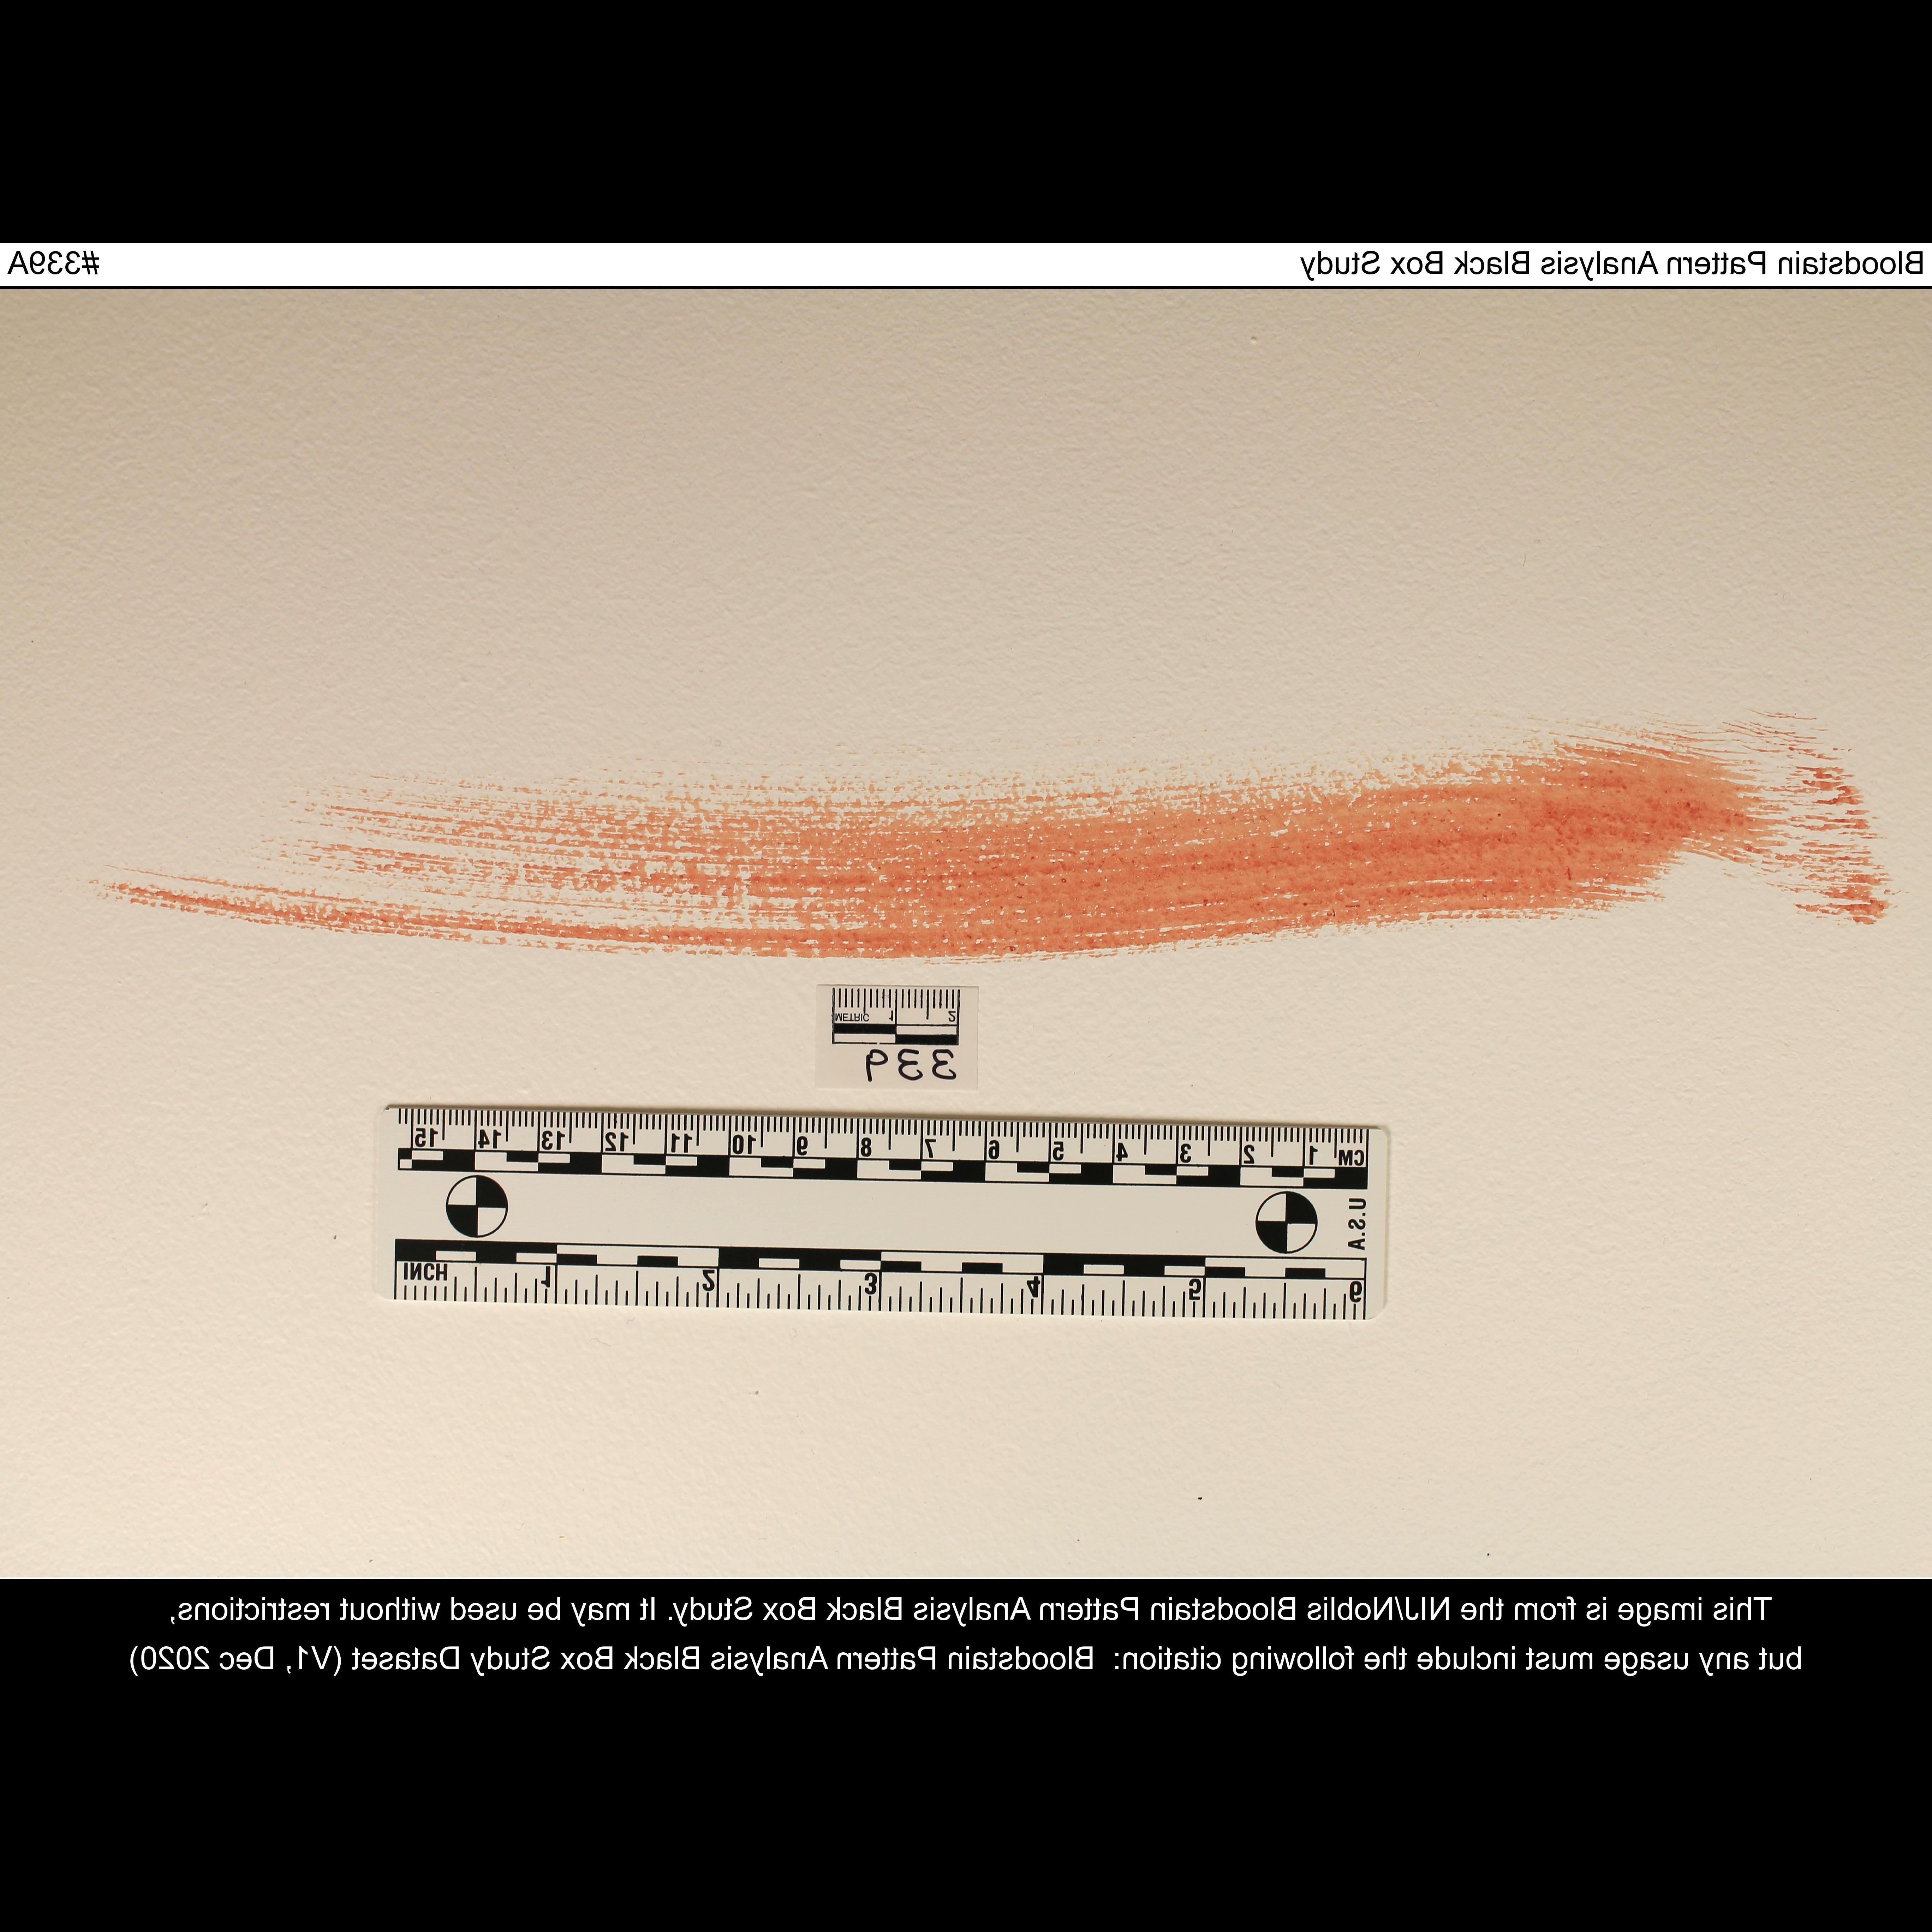 Bloodstain Pattern Analysis Black Box Study #339A
METRIC 1 2
339
CM 1 2 3 4 5 6 7 8 9 10 11 12 13 14 15
U.S.A
INCH 1 2 3 4 5 6
This image is from the NIJ/Noblis Bloodstain Pattern Analysis Black Box Study. It may be used without restrictions,
but any usage must include the following citation: Bloodstain Pattern Analysis Black Box Study Dataset (V1, Dec 2020)